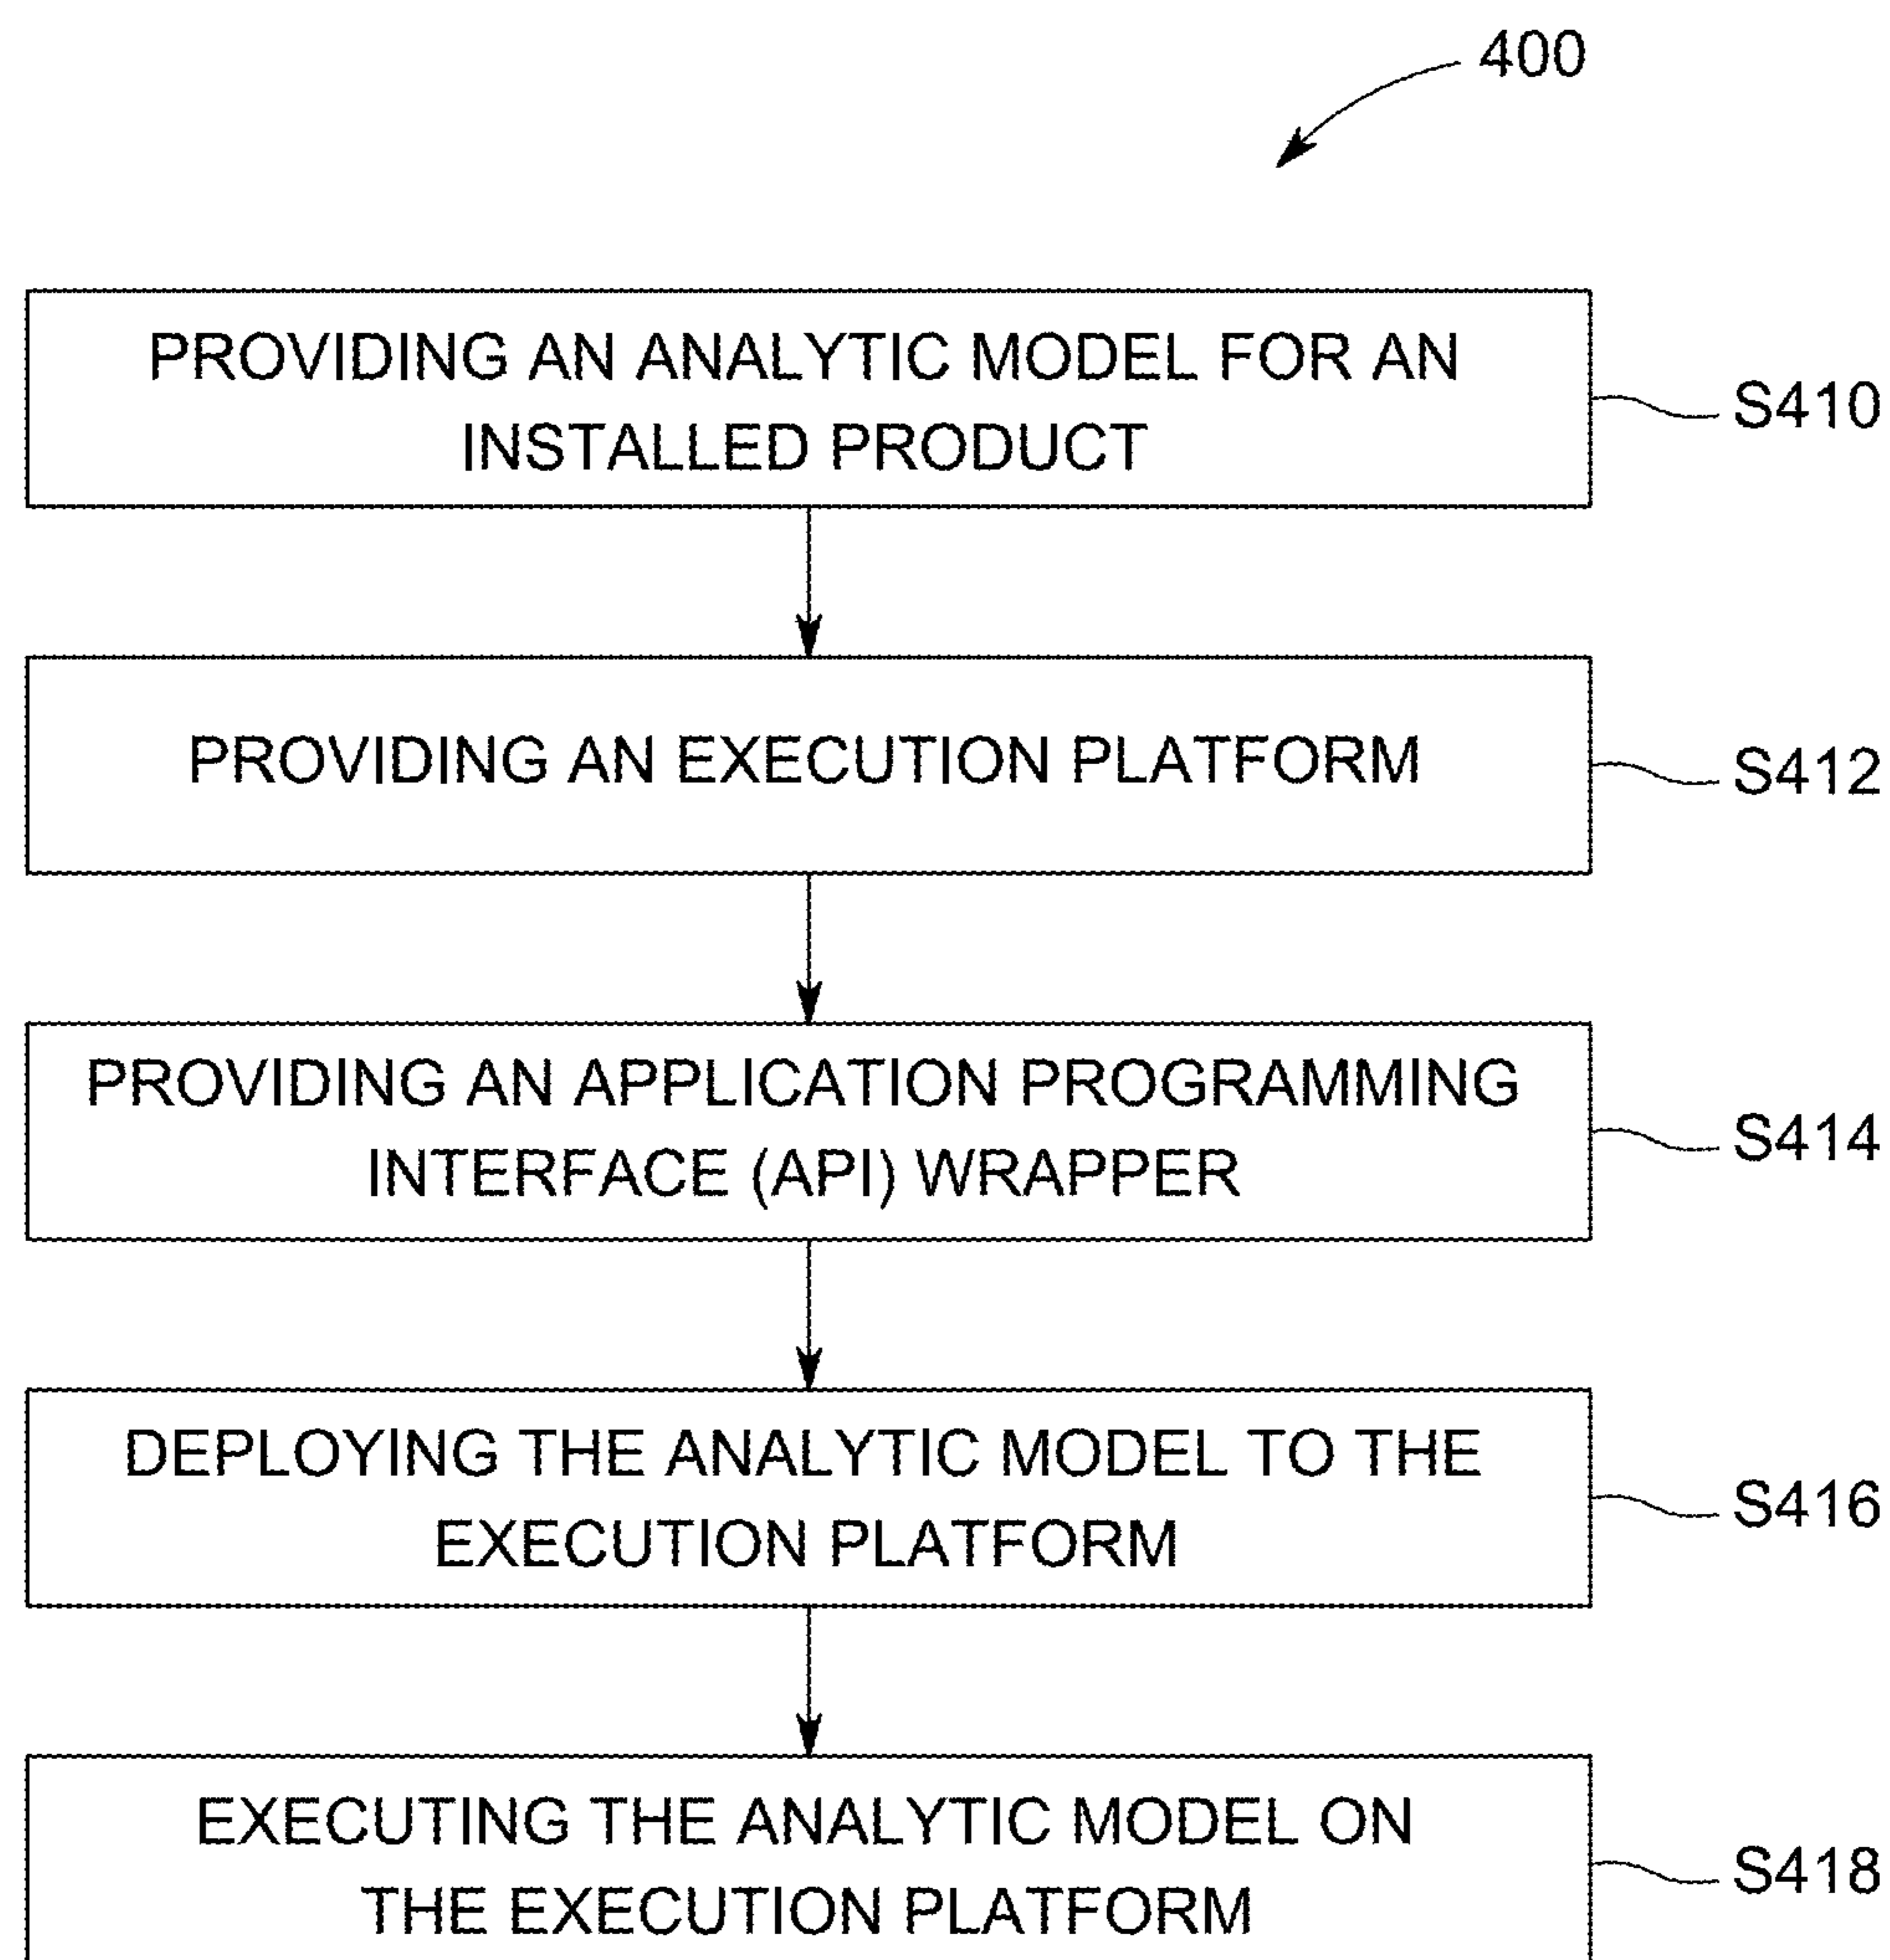 400
PROVIDING AN ANALYTIC MODEL FOR AN
INSTALLED PRODUCT
S410
PROVIDING AN EXECUTION PLATFORM
S412
PROVIDING AN APPLICATION PROGRAMMING
INTERFACE (API) WRAPPER
S414
DEPLOYING THE ANALYTIC MODEL TO THE
EXECUTION PLATFORM
S416
EXECUTING THE ANALYTIC MODEL ON
THE EXECUTION PLATFORM
S418